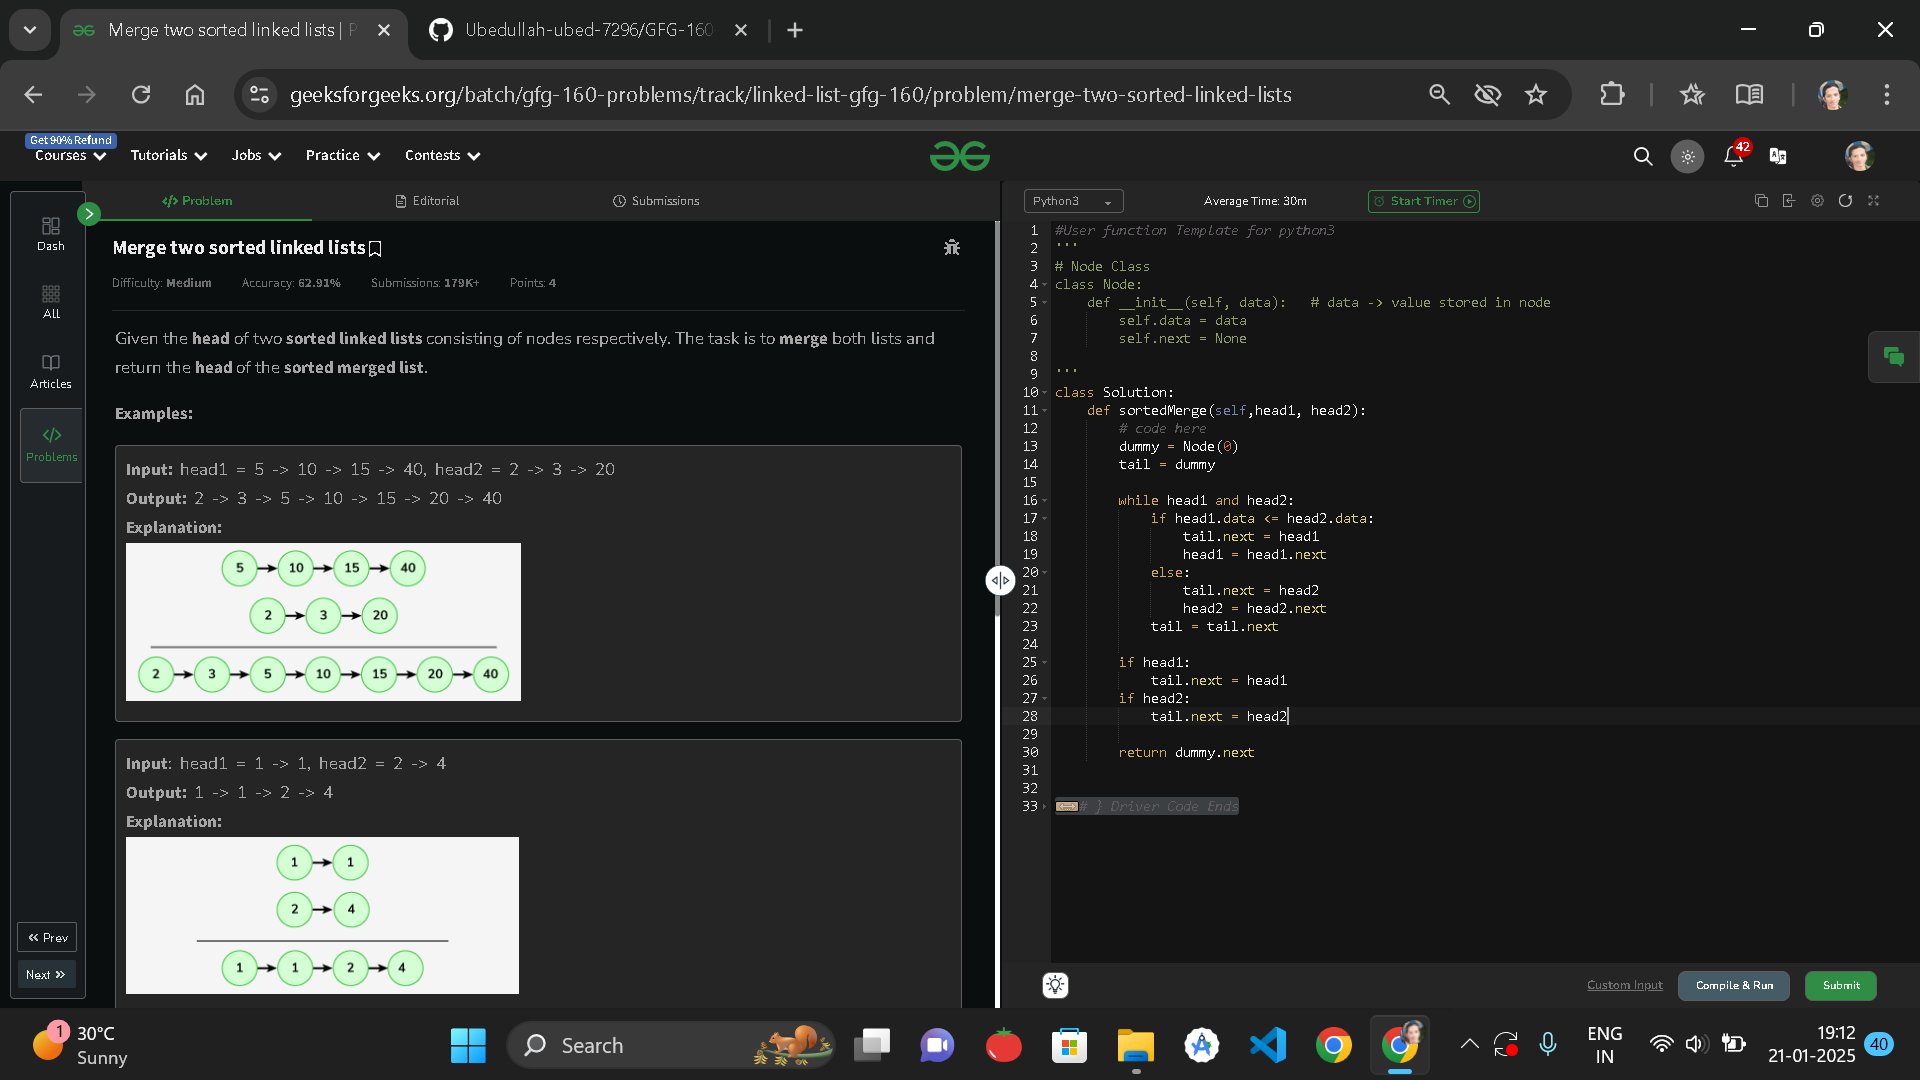 Merge two sorted linked lists | P
Ubedullah-ubed-7296/GFG-160
geeksforgeeks.org/batch/gfg-160-problems/track/linked-list-gfg-160/problem/merge-two-sorted-linked-lists
Get 90% Refund
Courses
Tutorials
Jobs
Practice
Contests
42
Dash
All
Articles
Problems
Prev
Next
</> Problem
Editorial
Submissions
Merge two sorted linked lists
Difficulty: Medium Accuracy: 62.91% Submissions: 179K+ Points: 4
Given the head of two sorted linked lists consisting of nodes respectively. The task is to merge both lists and
return the head of the sorted merged list.
Examples:
Input: head1 = 5 -> 10 -> 15 -> 40, head2 = 2 -> 3 -> 20
Output: 2 -> 3 -> 5 -> 10 -> 15 -> 20 -> 40
Explanation:
5 10 15 40
2 3 20
2 3 5 10 15 20 40
Input: head1 = 1 -> 1, head2 = 2 -> 4
Output: 1 -> 1 -> 2 -> 4
Explanation:
1 1
2 4
1 1 2 4
Python3
Average Time: 30m
Start Timer
1 #User function Template for python3
2 '''
3 # Node Class
4 class Node:
5 def __init__(self, data): # data -> value stored in node
6 self.data = data
7 self.next = None
8
9 '''
10 class Solution:
11 def sortedMerge(self,head1, head2):
12 # code here
13 dummy = Node(0)
14 tail = dummy
15
16 while head1 and head2:
17 if head1.data <= head2.data:
18 tail.next = head1
19 head1 = head1.next
20 else:
21 tail.next = head2
22 head2 = head2.next
23 tail = tail.next
24
25 if head1:
26 tail.next = head1
27 if head2:
28 tail.next = head2
29
30 return dummy.next
31
32
33 # } Driver Code Ends
Custom Input
Compile & Run
Submit
1
30°C
Sunny
Search
ENG
IN
19:12
21-01-2025
40